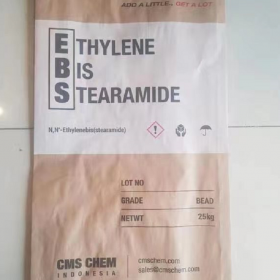 ADD A LITTLE... GET A LOT
ETHYLENE
BIS
STEARAMIDE
N,N'-Ethylenebis(stearamide)
LOT NO
GRADE BEAD
NETWT 25kg
CMS CHEM
INDONESIA
cmschem.com
sales@cmschem.com